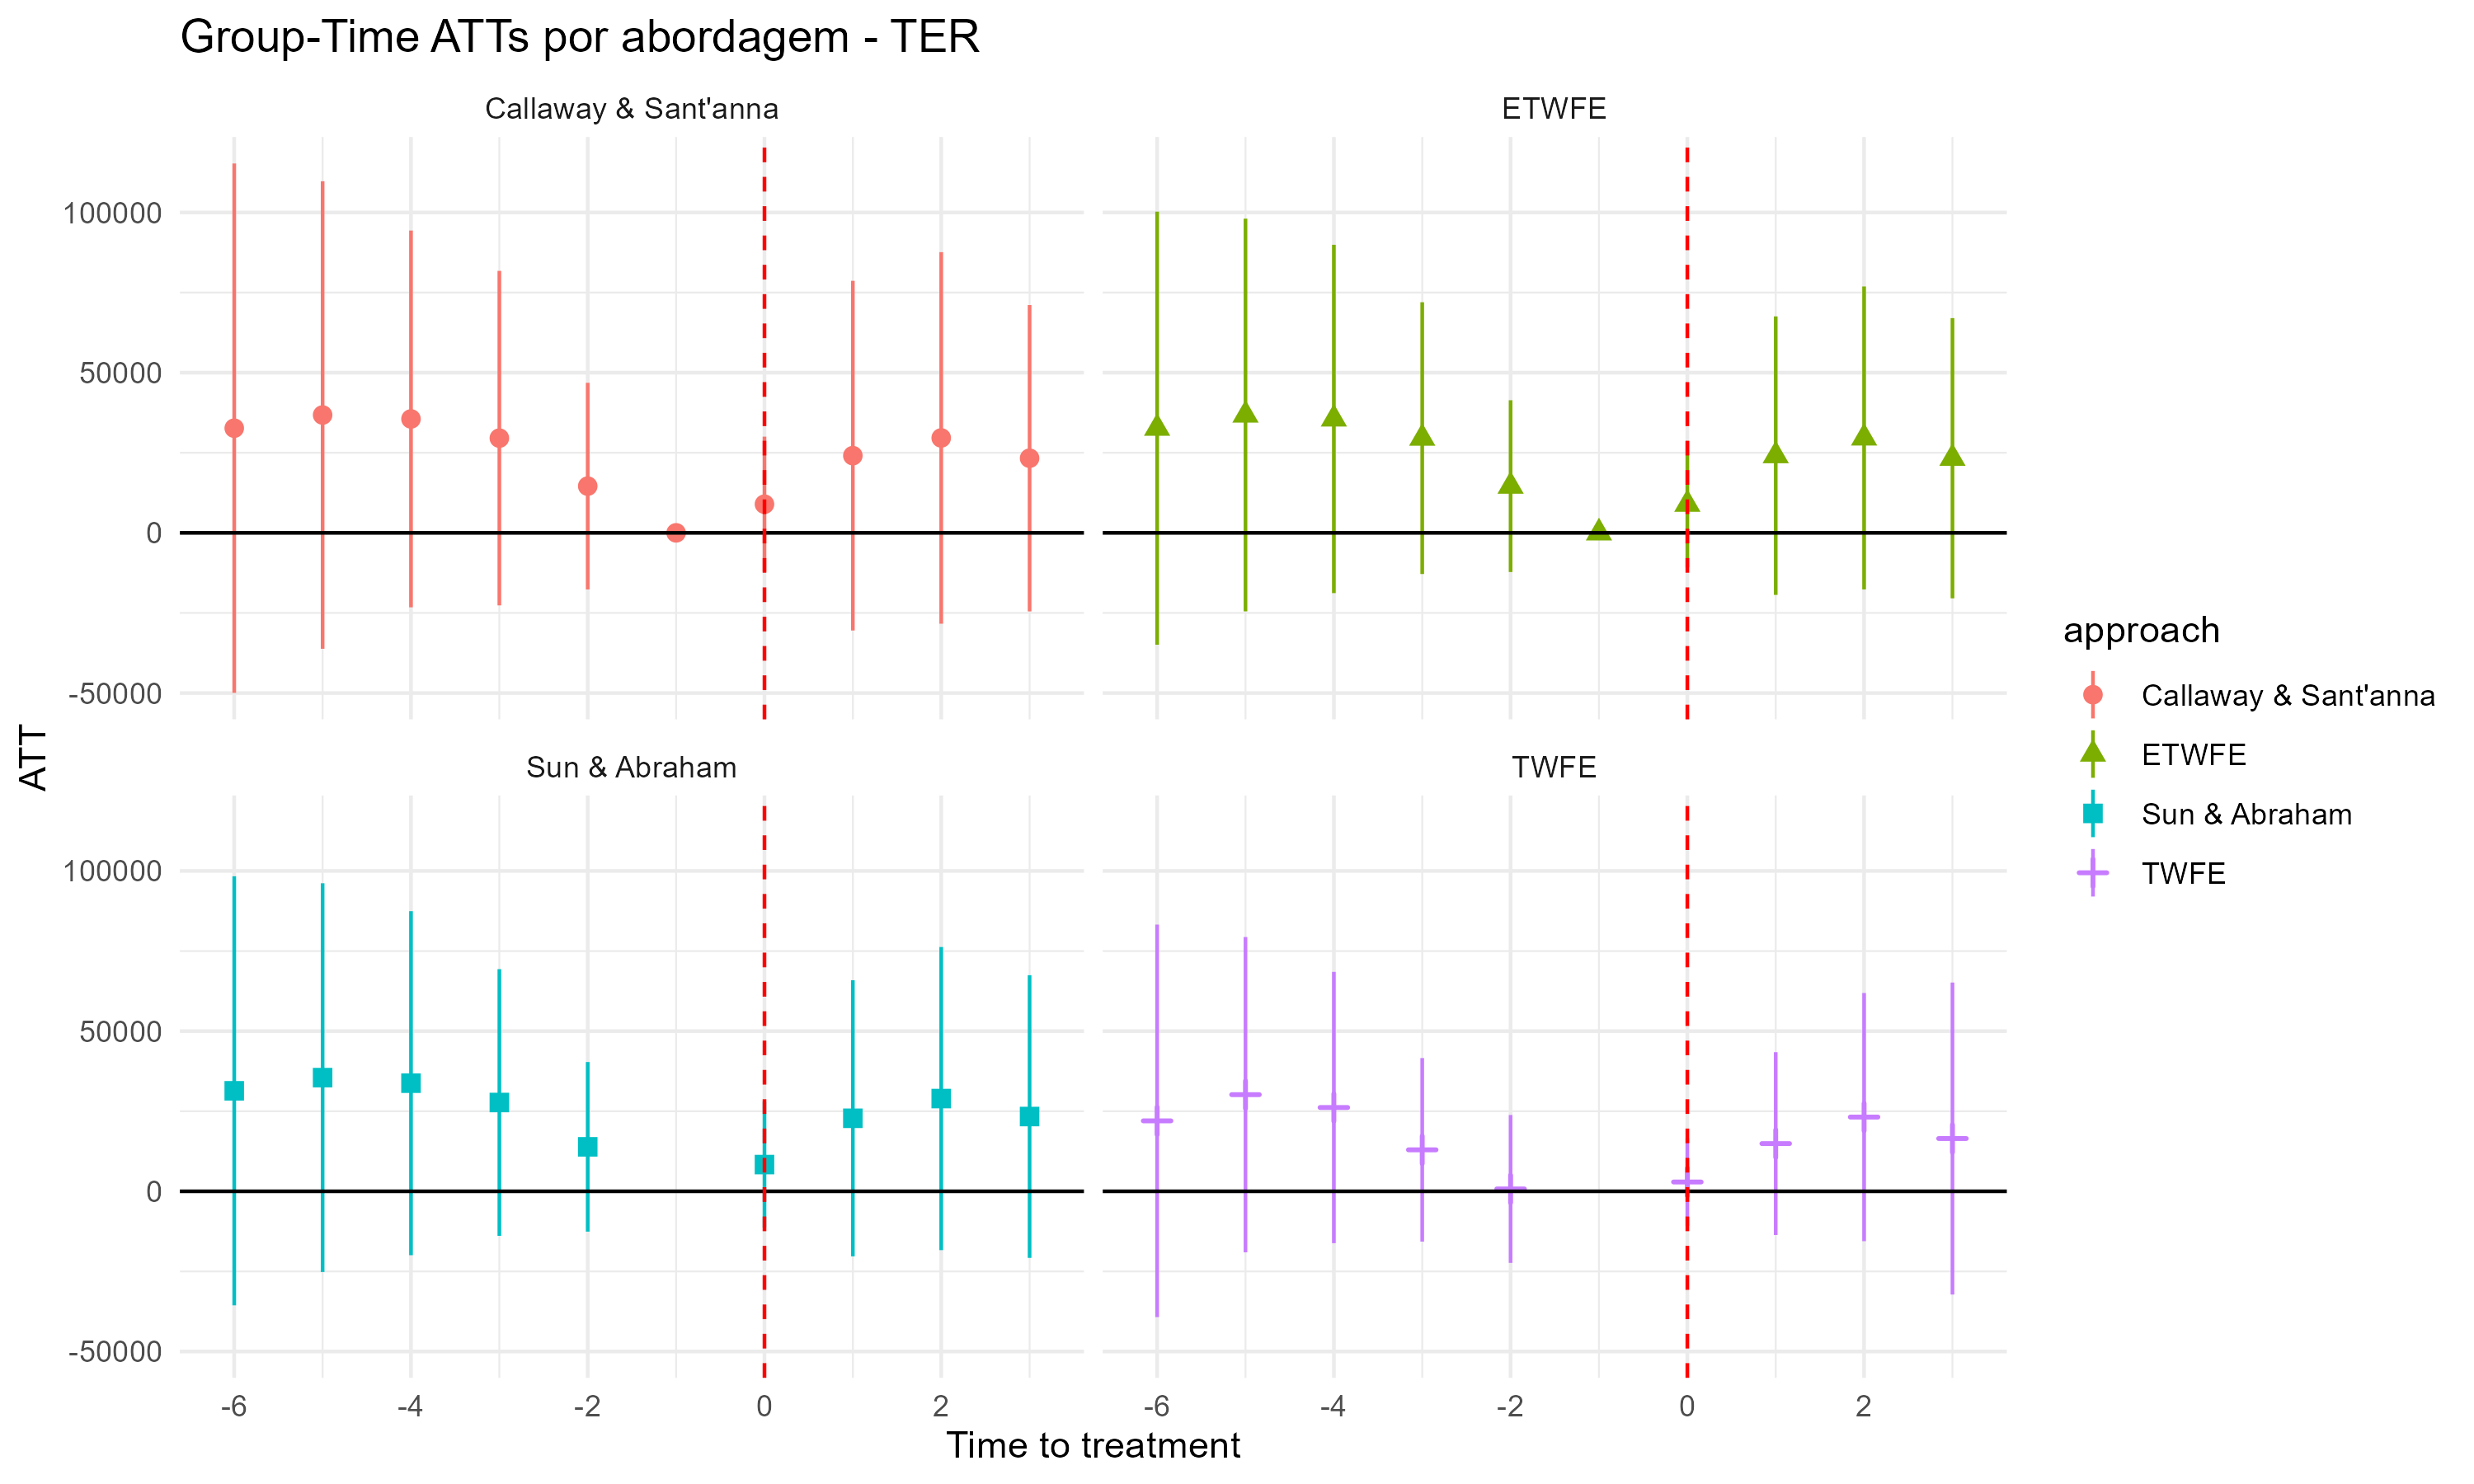 Group-Time ATTs por abordagem - TER
Callaway & Sant'anna
ETWFE
100000
50000
0
-50000
Sun & Abraham
TWFE
100000
50000
0
-50000
-6 -4 -2 0 2
-6 -4 -2 0 2
Time to treatment
ATT
approach
Callaway & Sant'anna
ETWFE
Sun & Abraham
TWFE